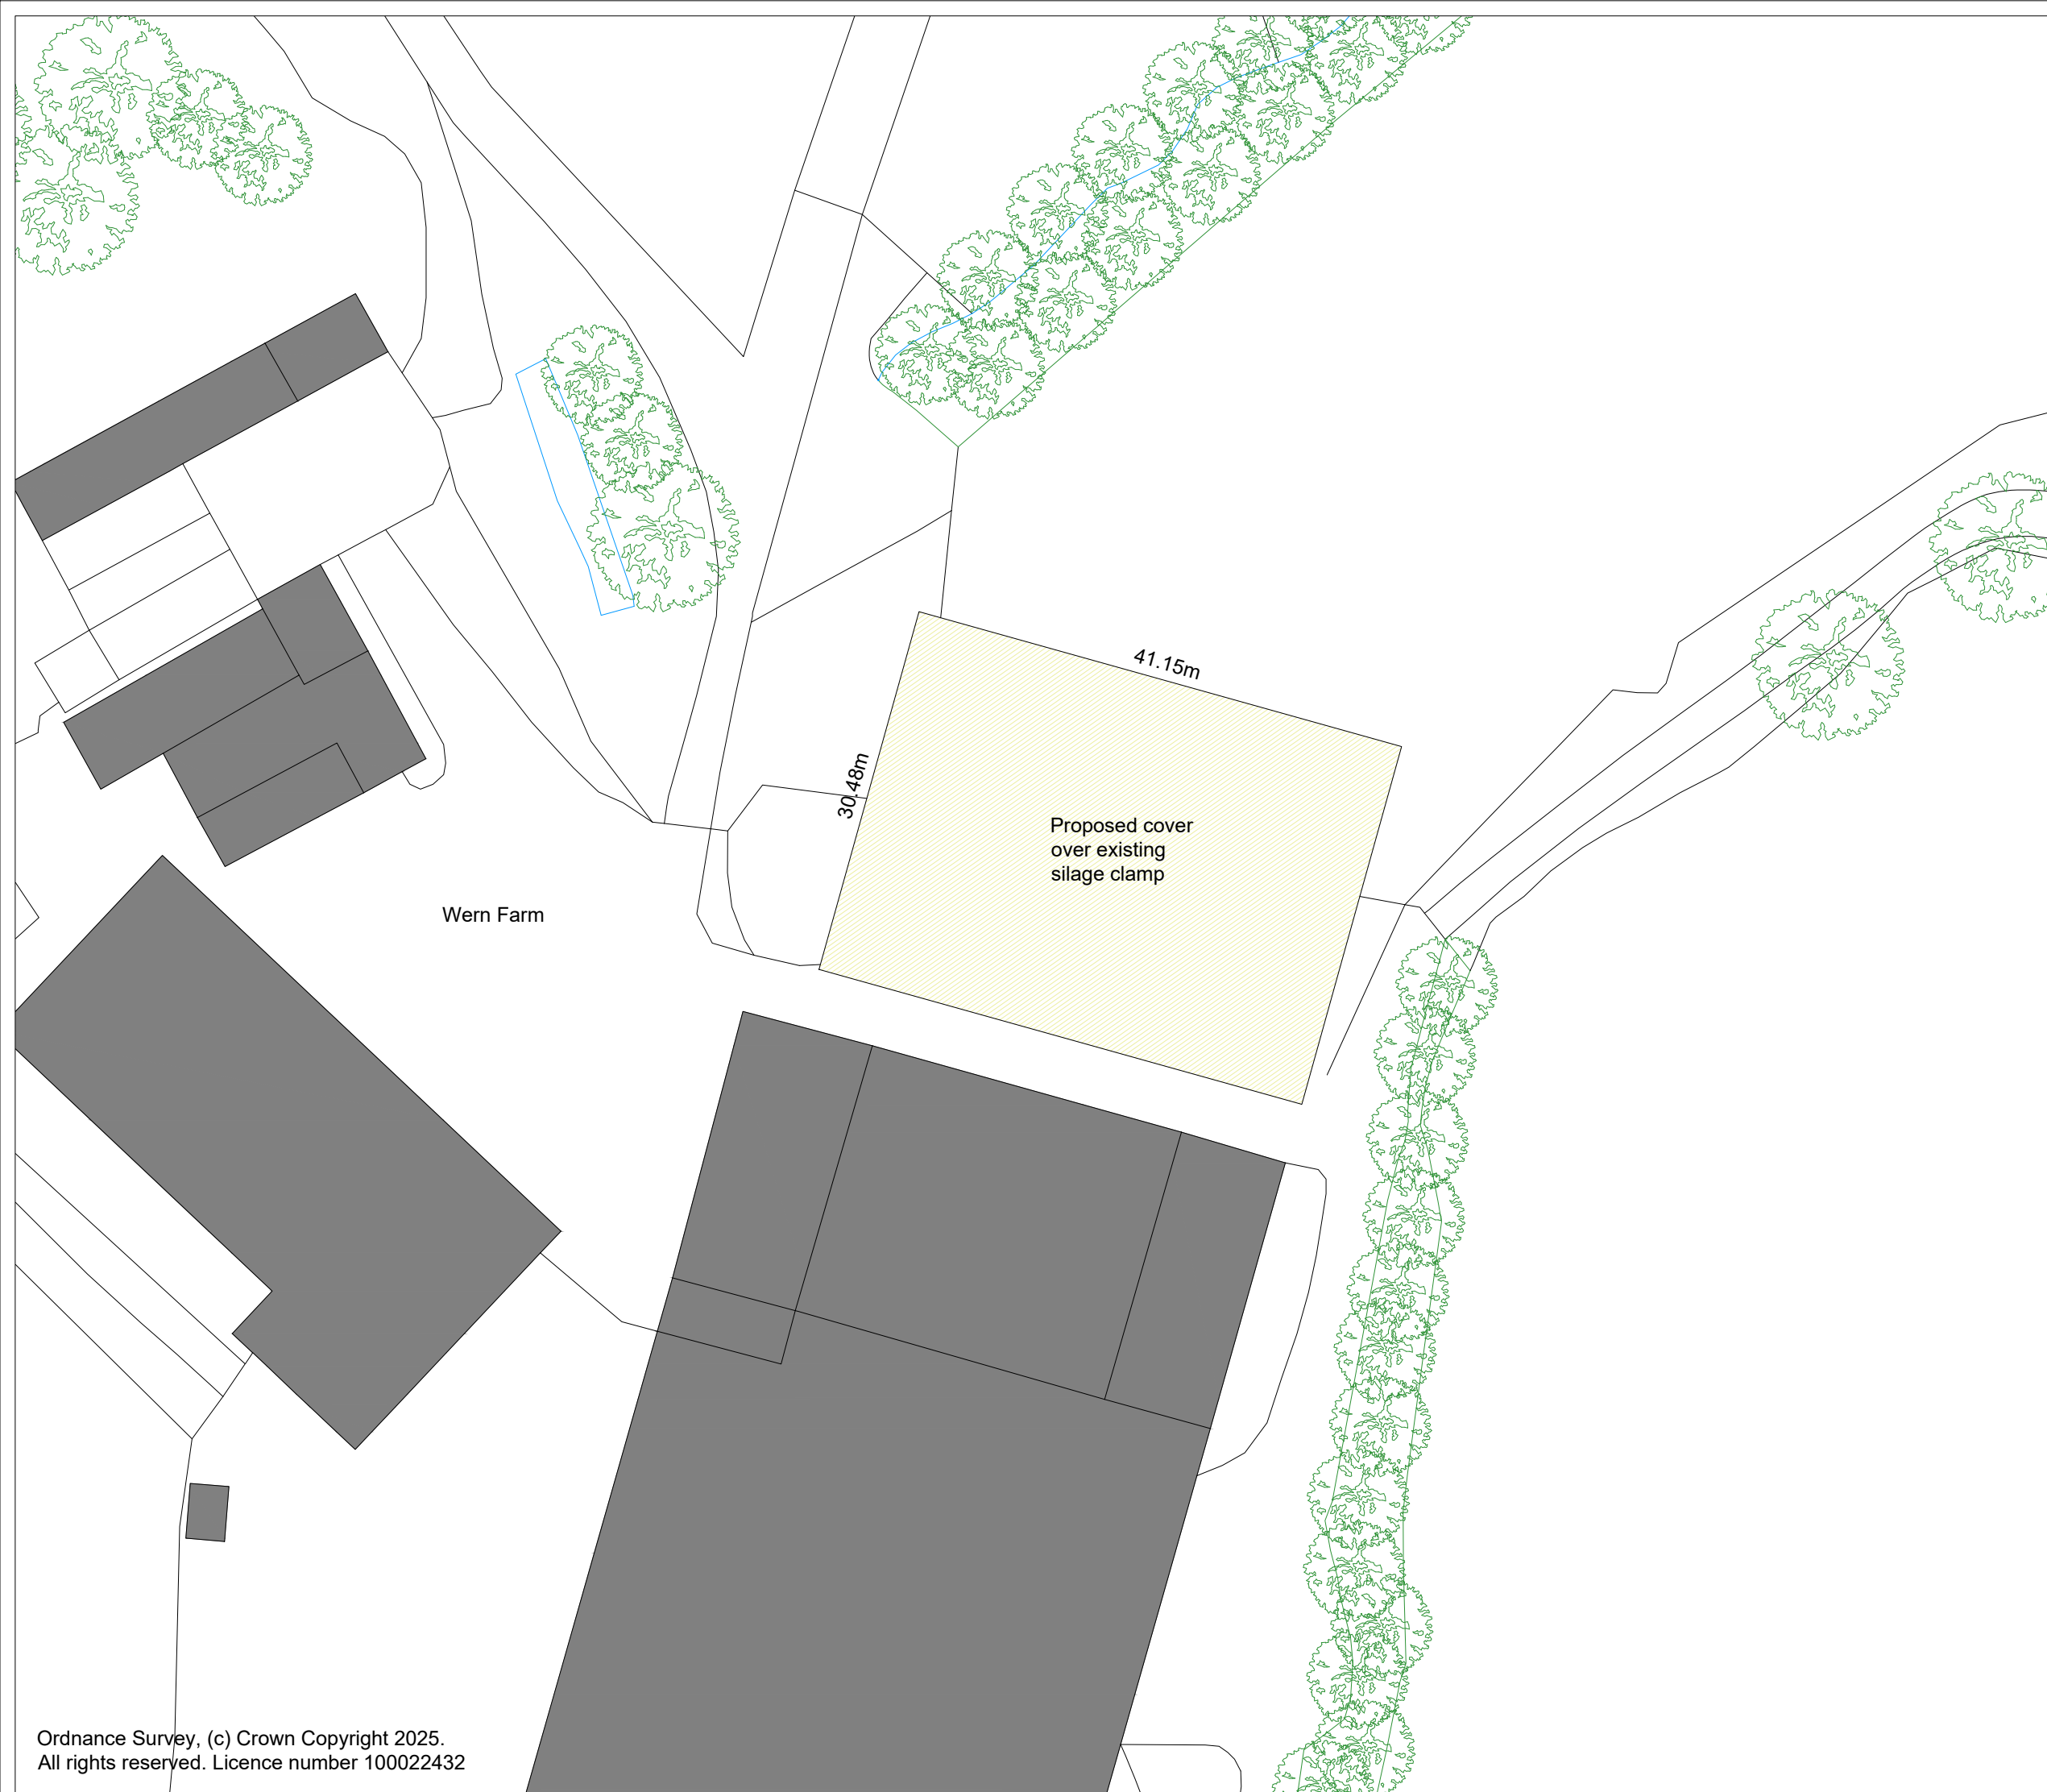 41.15m
30.48m
Proposed cover
over existing
silage clamp
Wern Farm
Ordnance Survey, (c) Crown Copyright 2025.
All rights reserved. Licence number 100022432